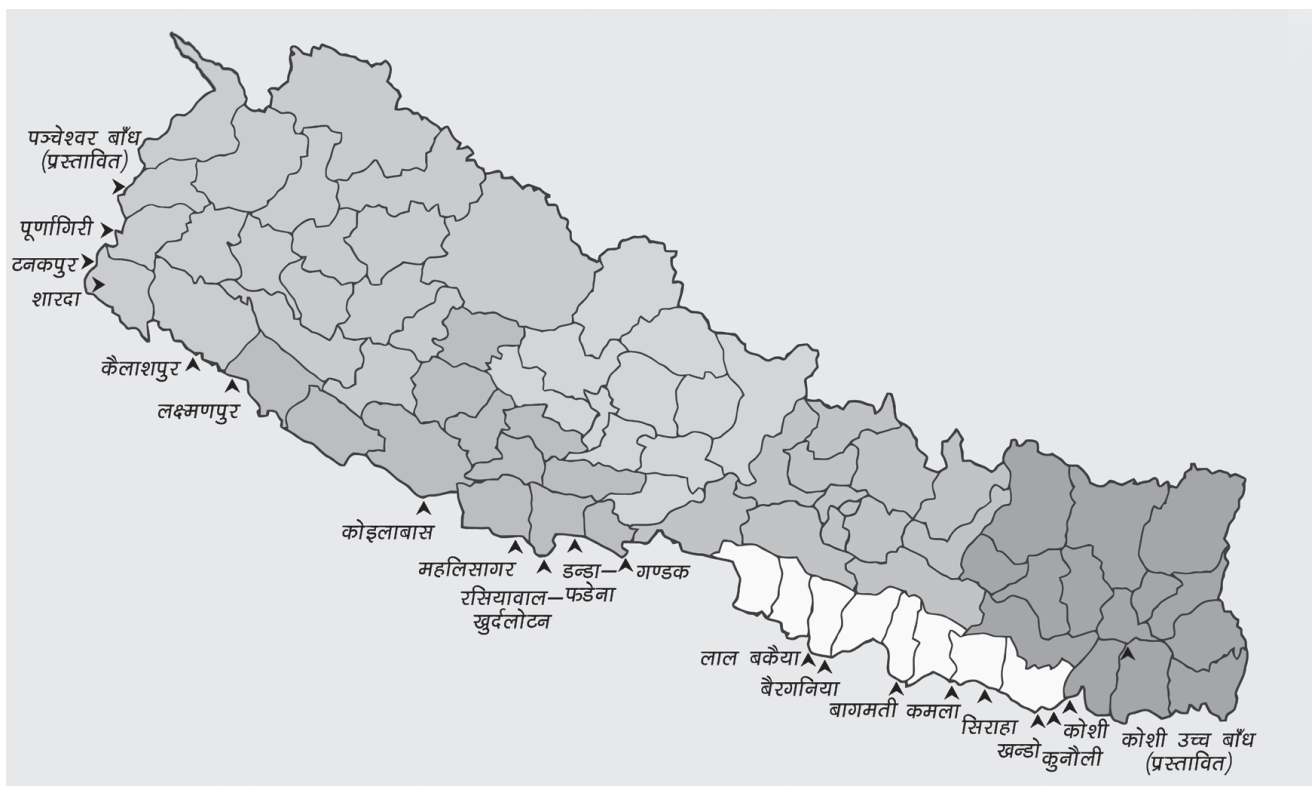 पञ्चेश्वर बाँध
(प्रस्तावित)
पूर्णागिरी
टनकपुर
शारदा
कैलाशपुर
लक्ष्मणपुर
कोइलाबास
महलिसागर
रसियावाल–
खुर्दलोटन
डन्डा–
फडेना
गण्डक
लाल बकैया
बैरगनिया
बागमती
कमला
सिराहा
खन्डो
कुनौली
कोशी
कोशी उच्च बाँध
(प्रस्तावित)